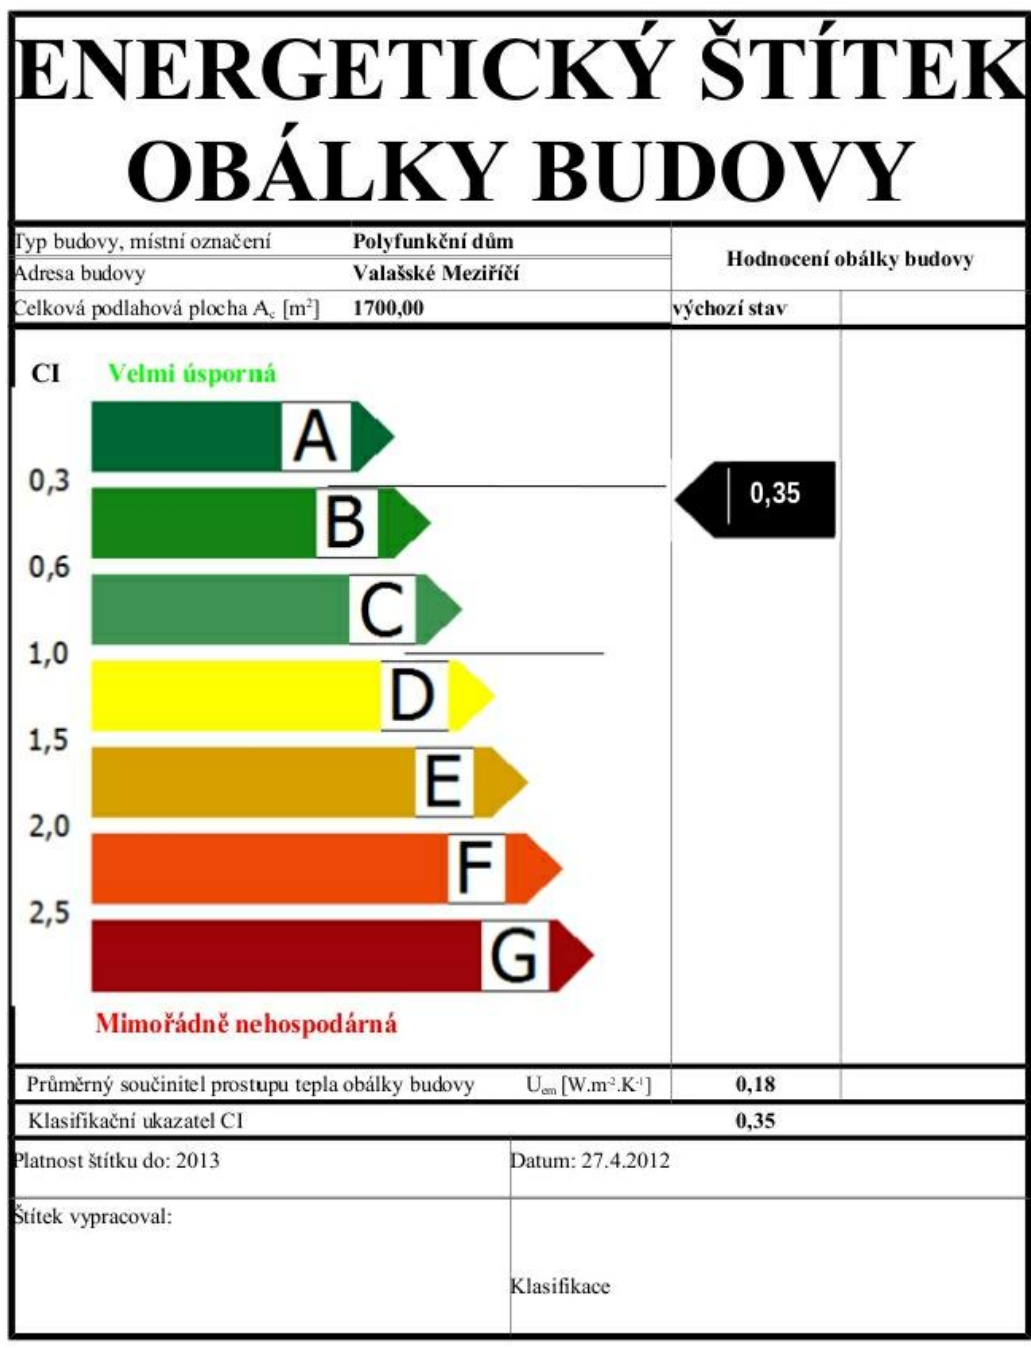 ENERGETICKÝ ŠTÍTEK
OBÁLKY BUDOVY
Typ budovy, místní označení Polyfunkční dům
Hodnocení obálky budovy
Adresa budovy Valašské Meziříčí
Celková podlahová plocha Ac [m²] 1700,00 výchozí stav
CI Velmi úsporná
A
0,3
0,35
B
0,6
C
1,0
D
1,5
E
2,0
F
2,5
G
Mimořádně nehospodárná
Průměrný součinitel prostupu tepla obálky budovy Uem [W.m-2.K-1] 0,18
Klasifikační ukazatel CI 0,35
Platnost štítku do: 2013 Datum: 27.4.2012
Štítek vypracoval:
Klasifikace